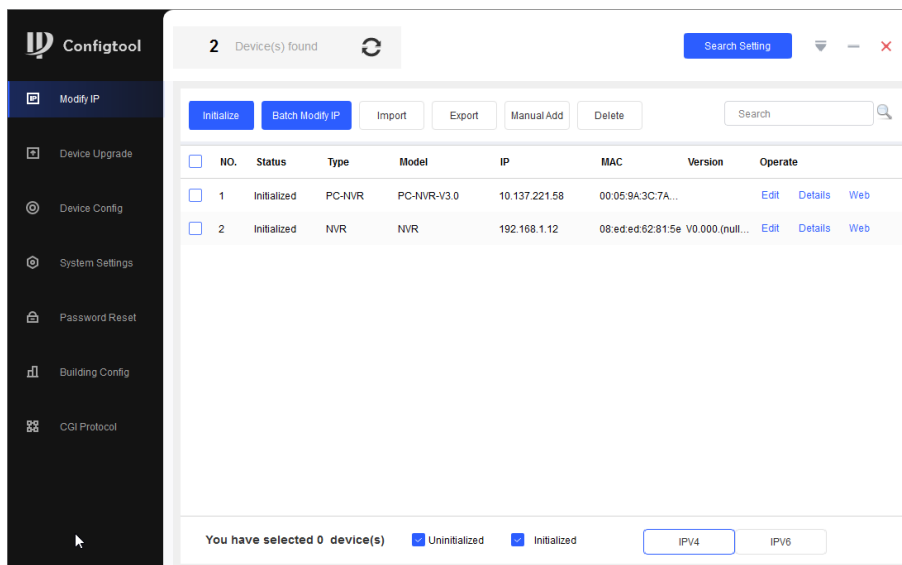 Configtool
2 Device(s) found
Search Setting
Modify IP
Device Upgrade
Device Config
System Settings
Password Reset
Building Config
CGI Protocol
Initialize Batch Modify IP Import Export Manual Add Delete Search
NO. Status Type Model IP MAC Version Operate
1 Initialized PC-NVR PC-NVR-V3.0 10.137.221.58 00:05:9A:3C:7A... Edit Details Web
2 Initialized NVR NVR 192.168.1.12 08:ed:ed:62:81:5e V0.000.(null... Edit Details Web
You have selected 0 device(s) Uninitialized Initialized IPV4 IPV6